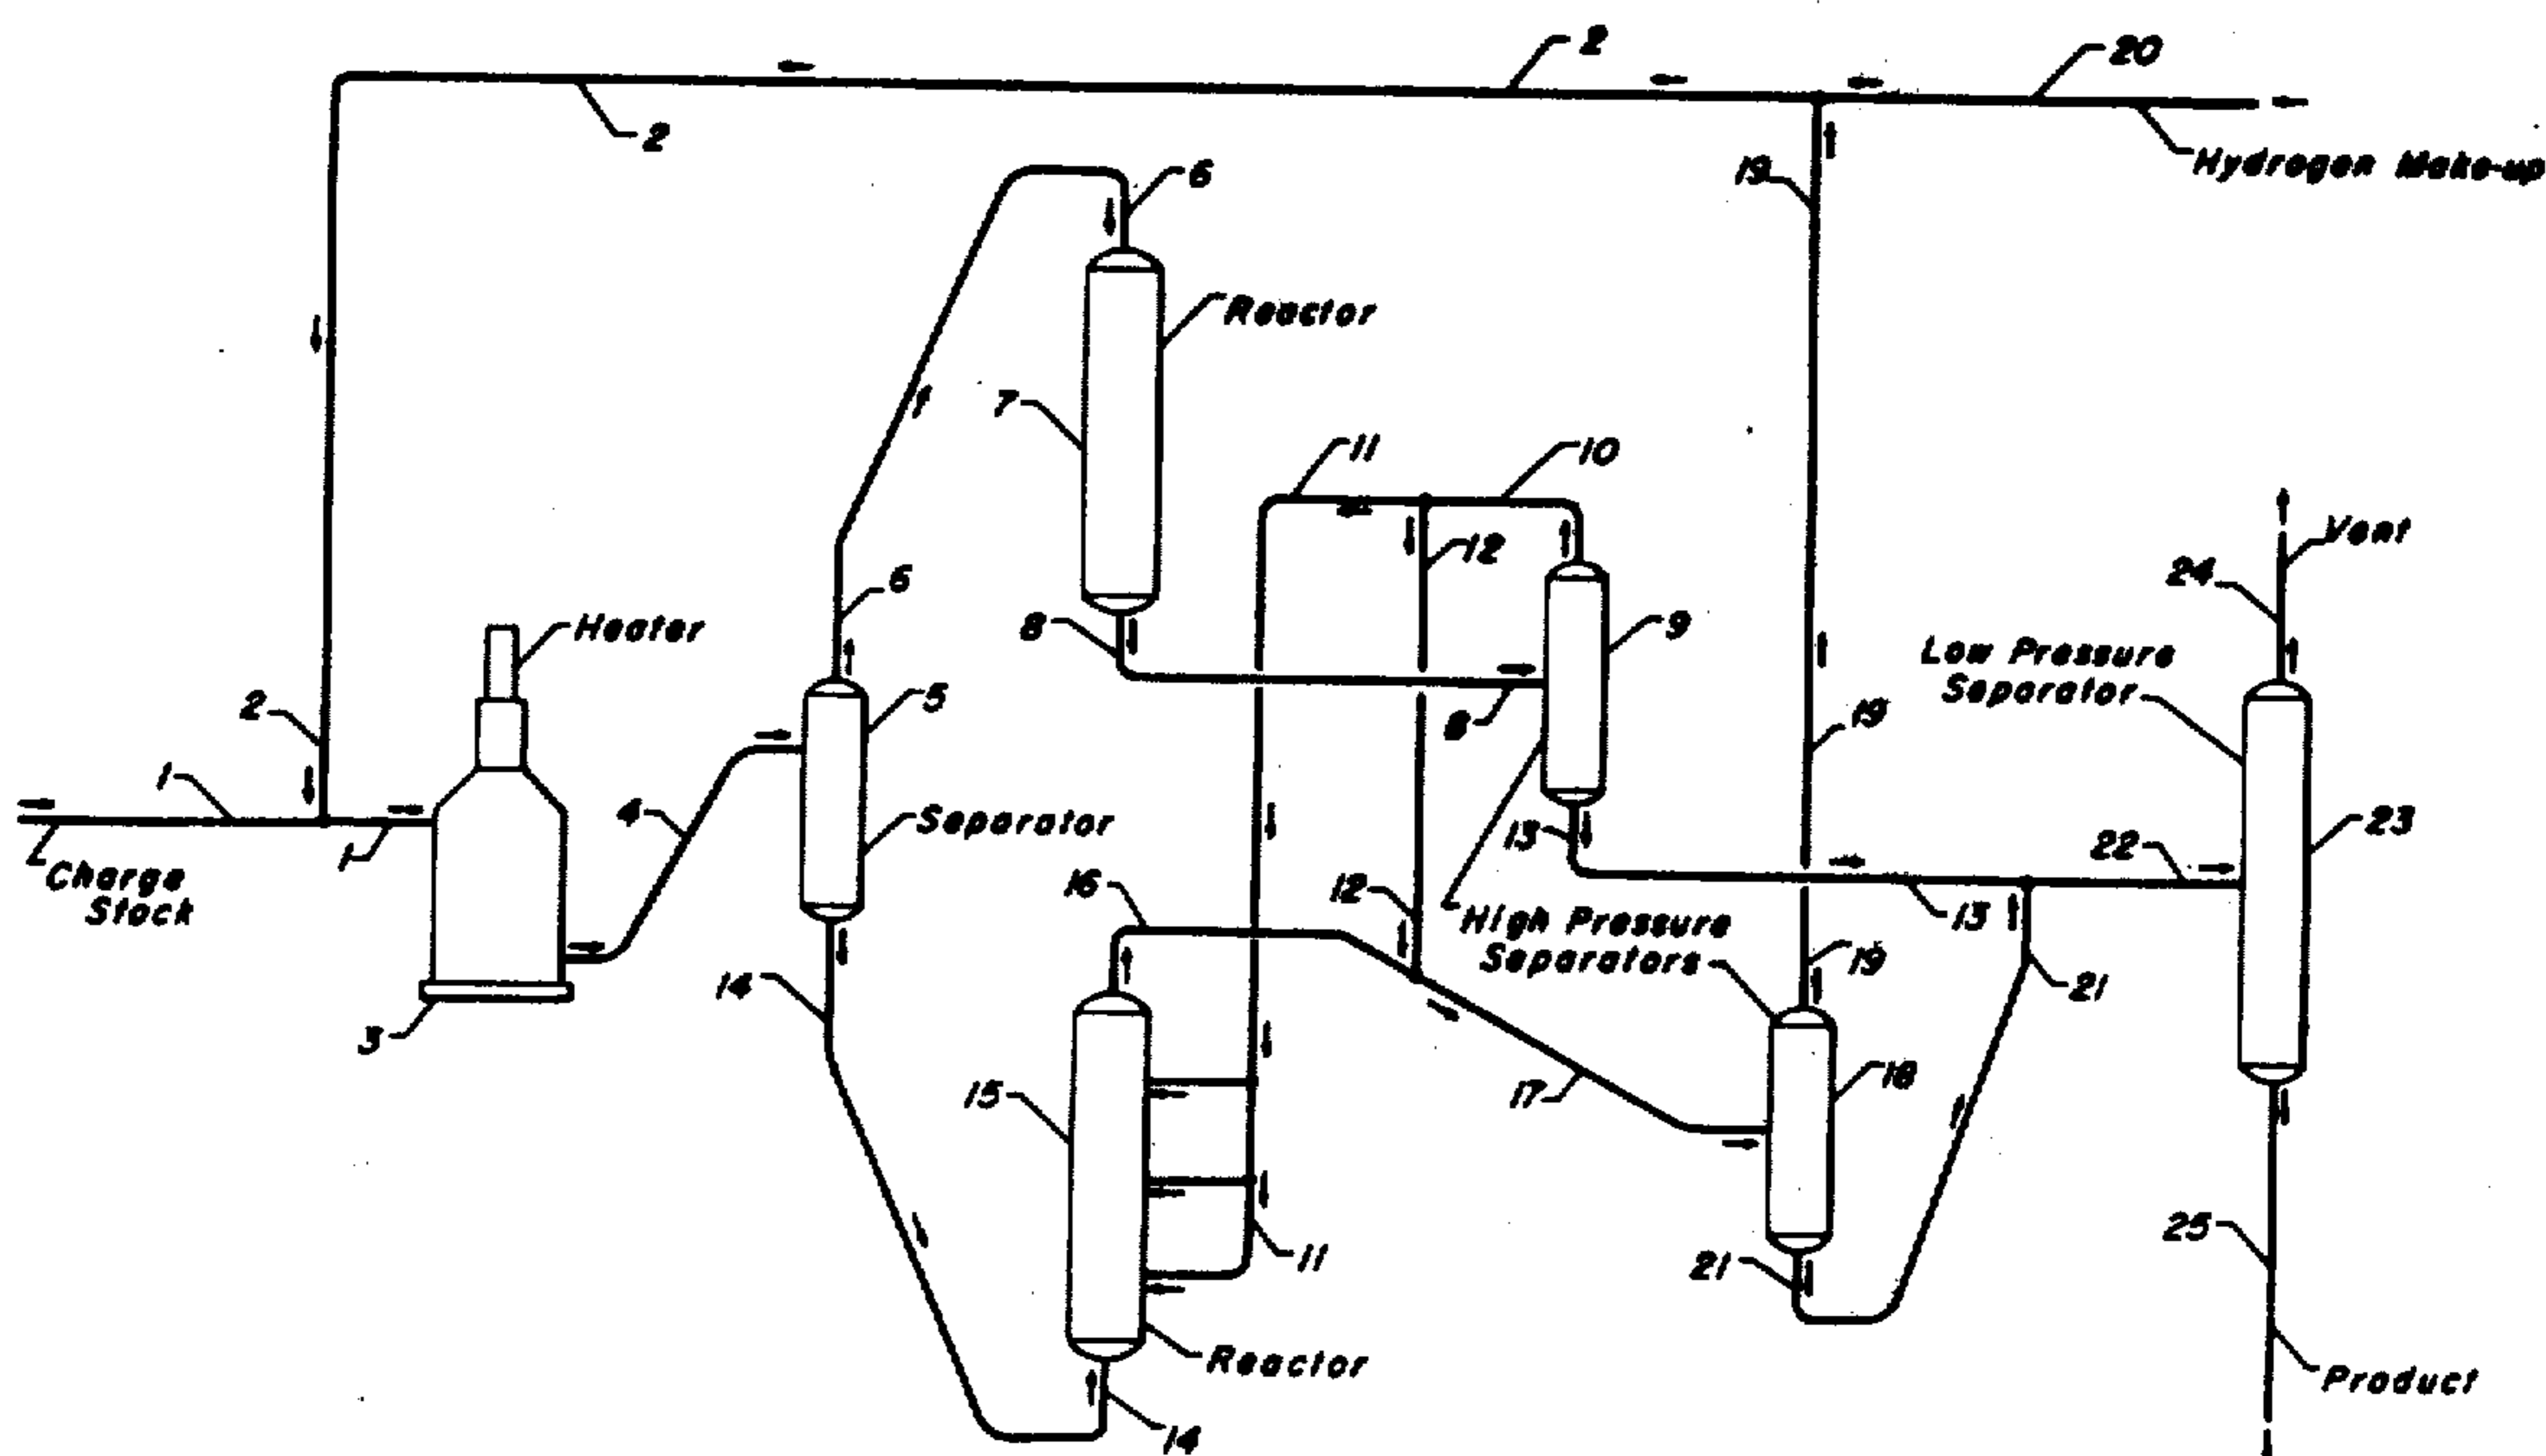 2
20
2
19
Hydrogen Make-up
6
Reactor
7
11
10
12
Vent
24
6
8
9
Heater
Low Pressure
Separator
2
5
8
19
1
4
Separator
13
22
23
Charge
Stock
1
16
12
High Pressure
Separators
13
19
14
21
3
15
17
18
11
21
25
Reactor
Product
14